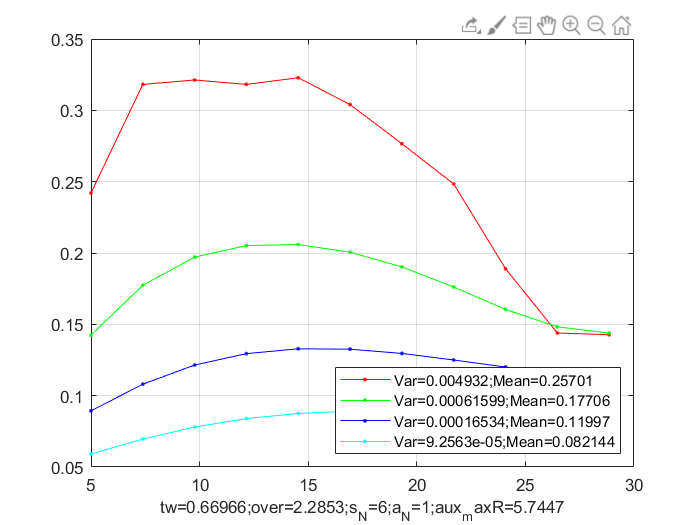 0.35
0.3
0.25
0.2
0.15
0.1
0.05
Var=0.004932;Mean=0.25701
Var=0.00061599;Mean=0.17706
Var=0.00016534;Mean=0.11997
Var=9.2563e-05;Mean=0.082144
5 10 15 20 25 30
tw=0.66966;over=2.2853;s_N=6;a_N=1;aux_maxR=5.7447